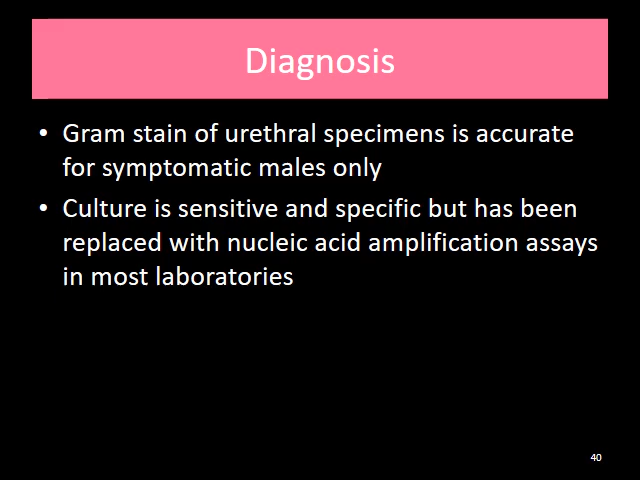 Diagnosis
• Gram stain of urethral specimens is accurate
for symptomatic males only
• Culture is sensitive and specific but has been
replaced with nucleic acid amplification assays
in most laboratories
40